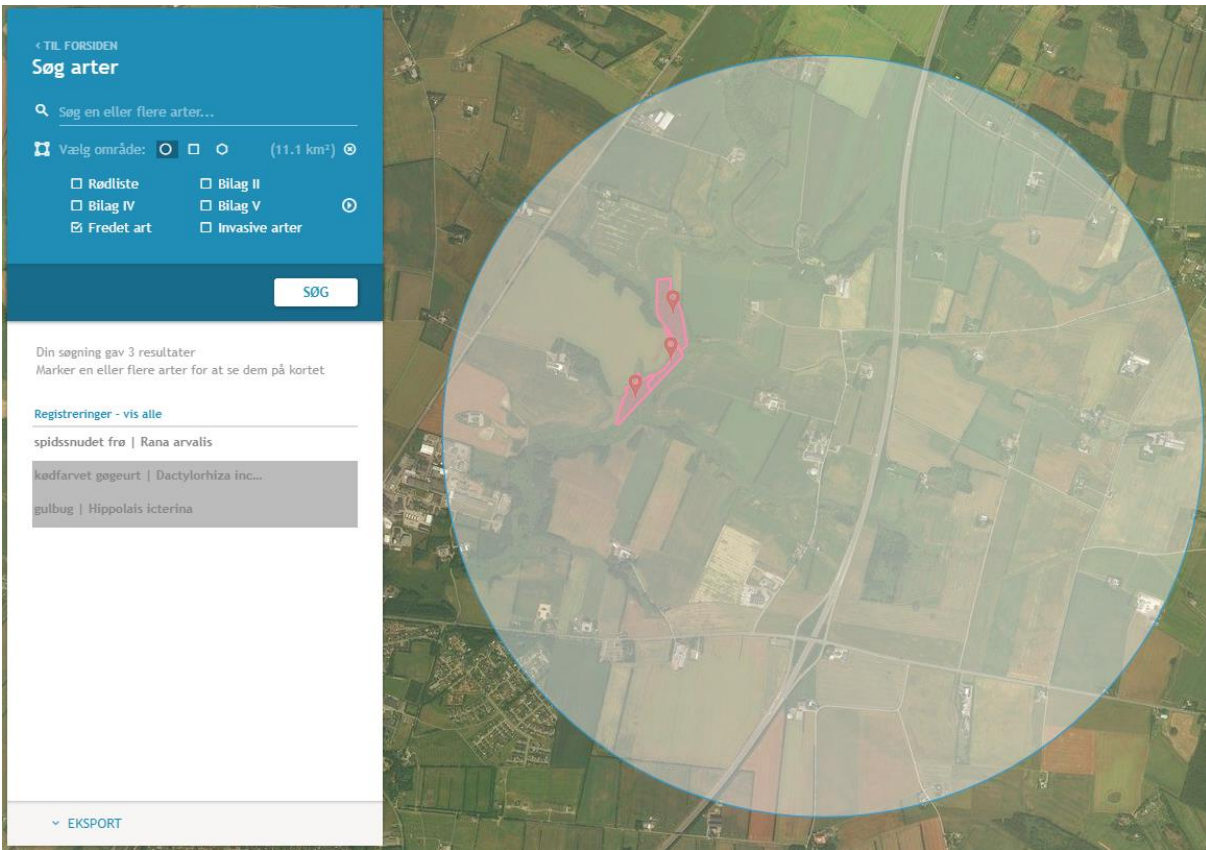 ‹ TIL FORSIDEN
Søg arter
Søg en eller flere arter...
Vælg område: (11.1 km²)
Rødliste Bilag II
Bilag IV Bilag V
Fredet art Invasive arter
SØG
Din søgning gav 3 resultater
Marker en eller flere arter for at se dem på kortet
Registreringer - vis alle
spidssnudet frø | Rana arvalis
kødfarvet gøgeurt | Dactylorhiza inc...
gulbug | Hippolais icterina
EKSPORT